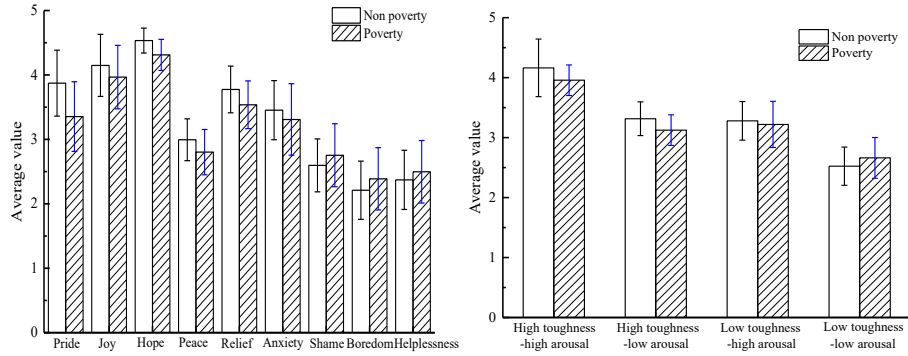 Non poverty
Poverty
Average value
5
4
3
2
1
0
Pride Joy Hope Peace Relief Anxiety Shame Boredom Helplessness
Non poverty
Poverty
Average value
5
4
3
2
1
0
High toughness
-high arousal
High toughness
-low arousal
Low toughness
-high arousal
Low toughness
-low arousal